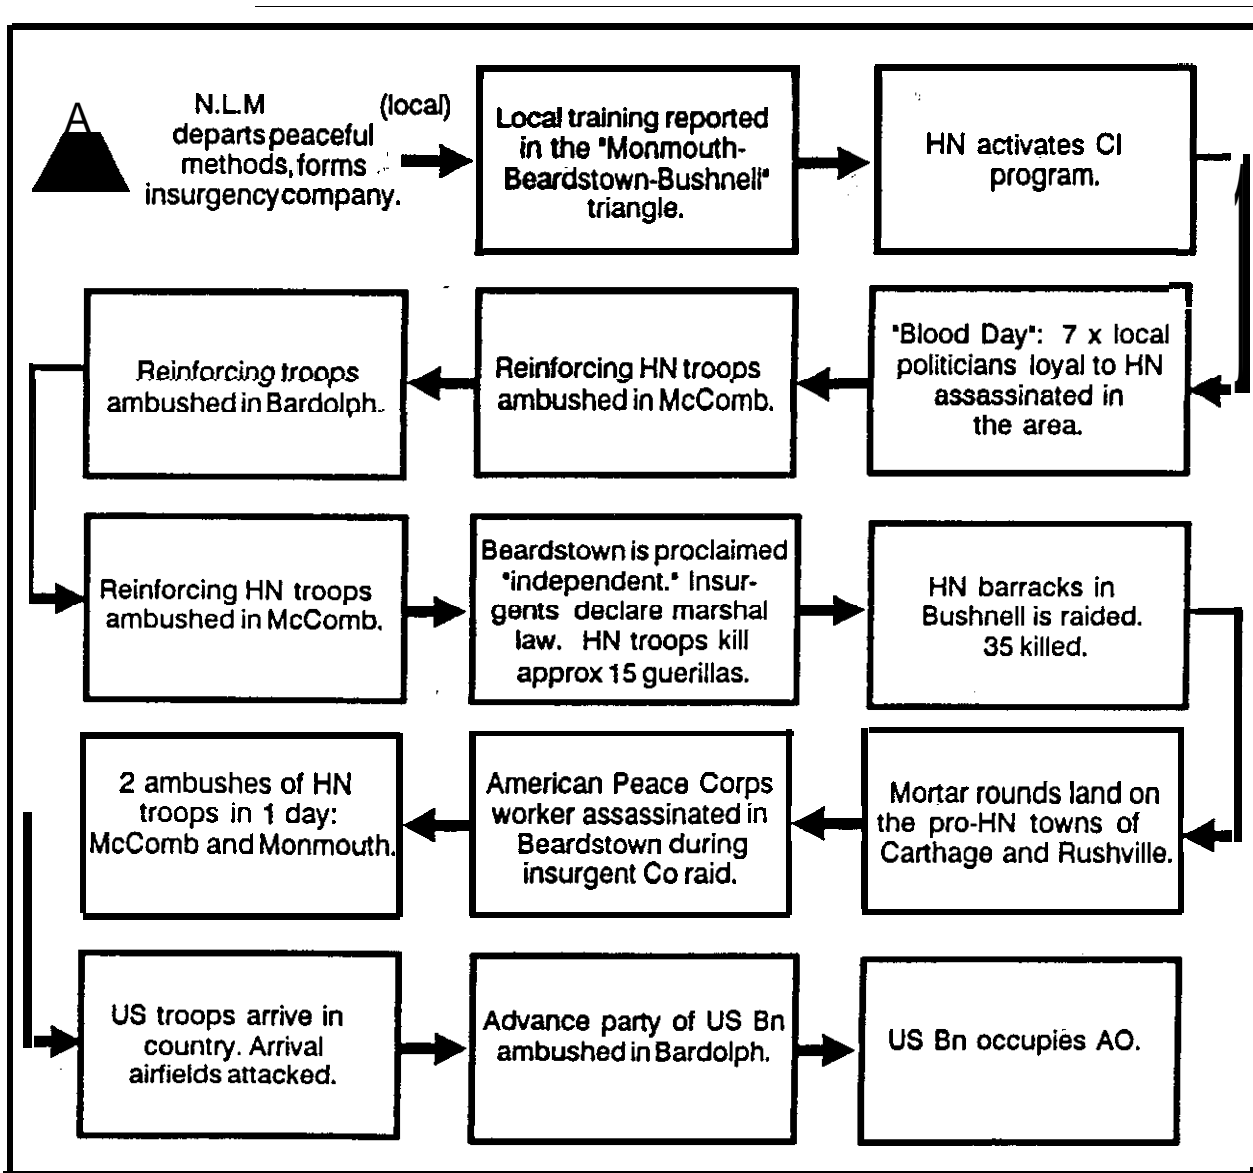 A
N.L.M (local)
departs peaceful
methods, forms
insurgency company.
Local training reported
in the "Monmouth-
Beardstown-Bushnell"
triangle.
HN activates CI
program.
"Blood Day": 7 x local
politicians loyal to HN
assassinated in
the area.
Reinforcing HN troops
ambushed in McComb.
Reinforcing troops
ambushed in Bardolph.
Reinforcing HN troops
ambushed in McComb.
Beardstown is proclaimed
"independent." Insur-
gents declare marshal
law. HN troops kill
approx 15 guerillas.
HN barracks in
Bushnell is raided.
35 killed.
Mortar rounds land on
the pro-HN towns of
Carthage and Rushville.
American Peace Corps
worker assassinated in
Beardstown during
insurgent Co raid.
2 ambushes of HN
troops in 1 day:
McComb and Monmouth.
US troops arrive in
country. Arrival
airfields attacked.
Advance party of US Bn
ambushed in Bardolph.
US Bn occupies AO.